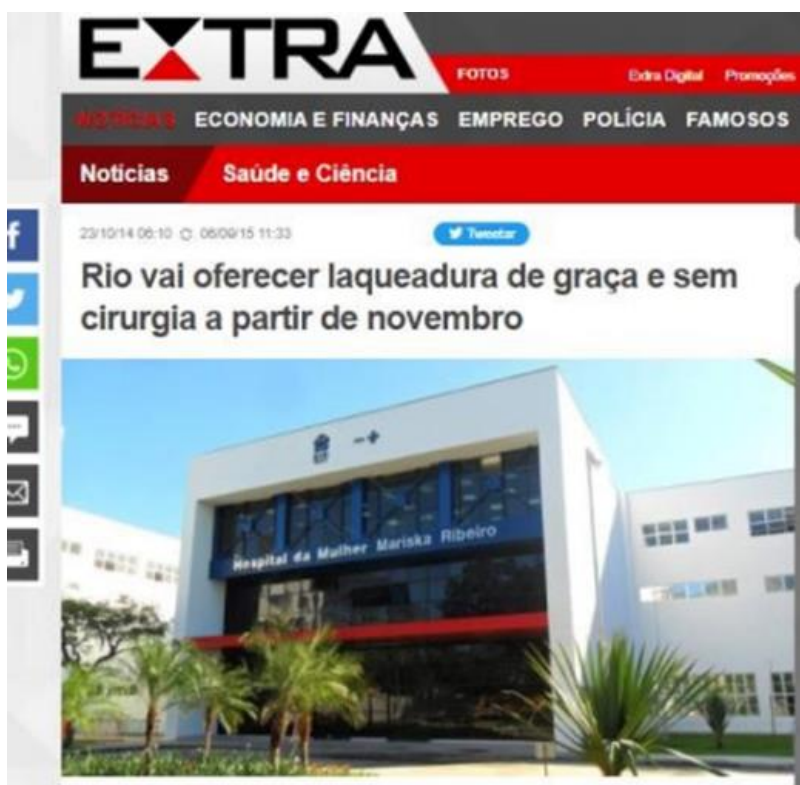 EXTRA
FOTOS Extra Digital Promoções
NOTÍCIAS ECONOMIA E FINANÇAS EMPREGO POLÍCIA FAMOSOS
Notícias Saúde e Ciência
23/10/14 06:10 06/09/15 11:33 Tweetar
Rio vai oferecer laqueadura de graça e sem
cirurgia a partir de novembro
Hospital da Mulher Mariska Ribeiro